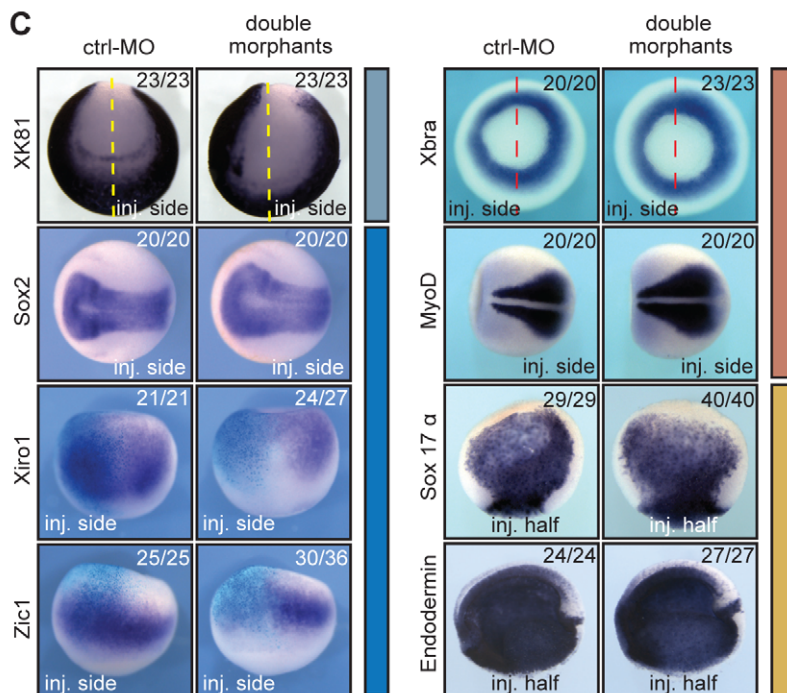 C
ctrl-MO
double
morphants
ctrl-MO
double
morphants
XK81
23/23
inj. side
23/23
inj. side
Xbra
20/20
inj. side
23/23
inj. side
Sox2
20/20
inj. side
20/20
inj. side
MyoD
20/20
inj. side
20/20
inj. side
Xiro1
21/21
inj. side
24/27
inj. side
Sox 17 α
29/29
inj. half
40/40
inj. half
Zic1
25/25
inj. side
30/36
inj. side
Endodermin
24/24
inj. half
27/27
inj. half